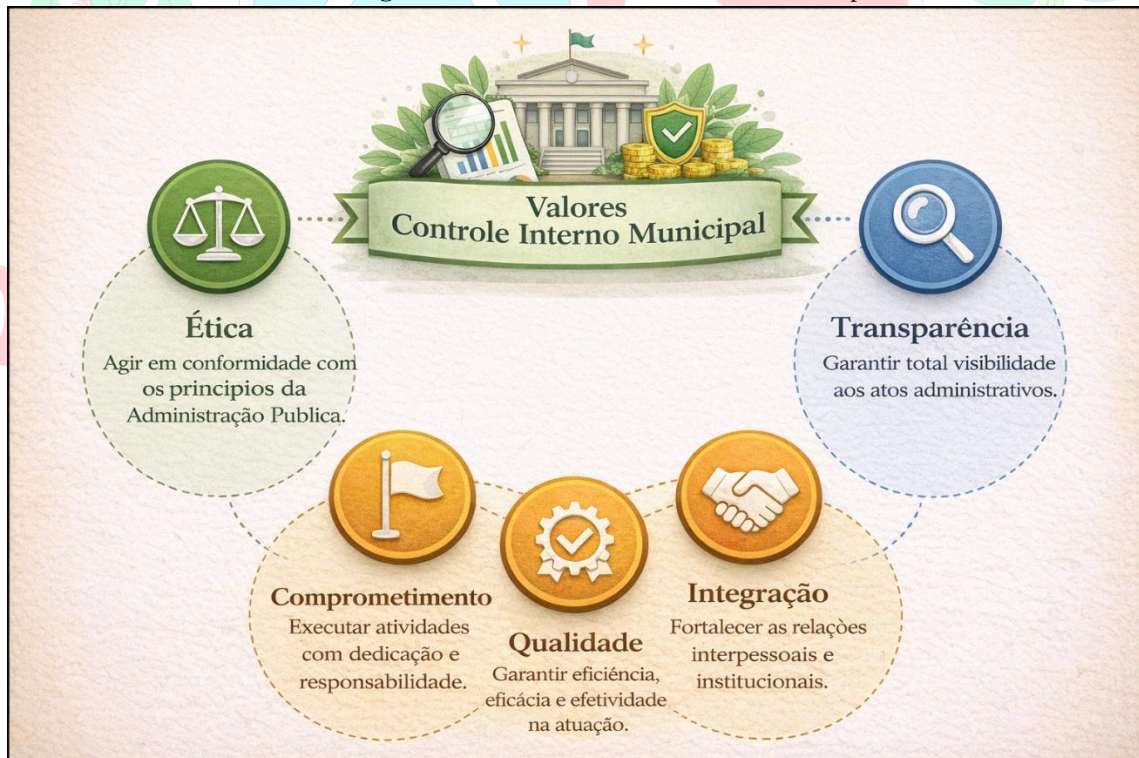 Valores
Controle Interno Municipal
Ética
Agir em conformidade com
os principios da
Administração Publica.
Transparência
Garantir total visibilidade
aos atos administrativos.
Comprometimento
Executar atividades
com dedicação e
responsabilidade.
Qualidade
Garantir eficiéncia,
eficácia e efetividade
na atuação.
Integração
Fortalecer as relações
interpessoais e
institucionais.